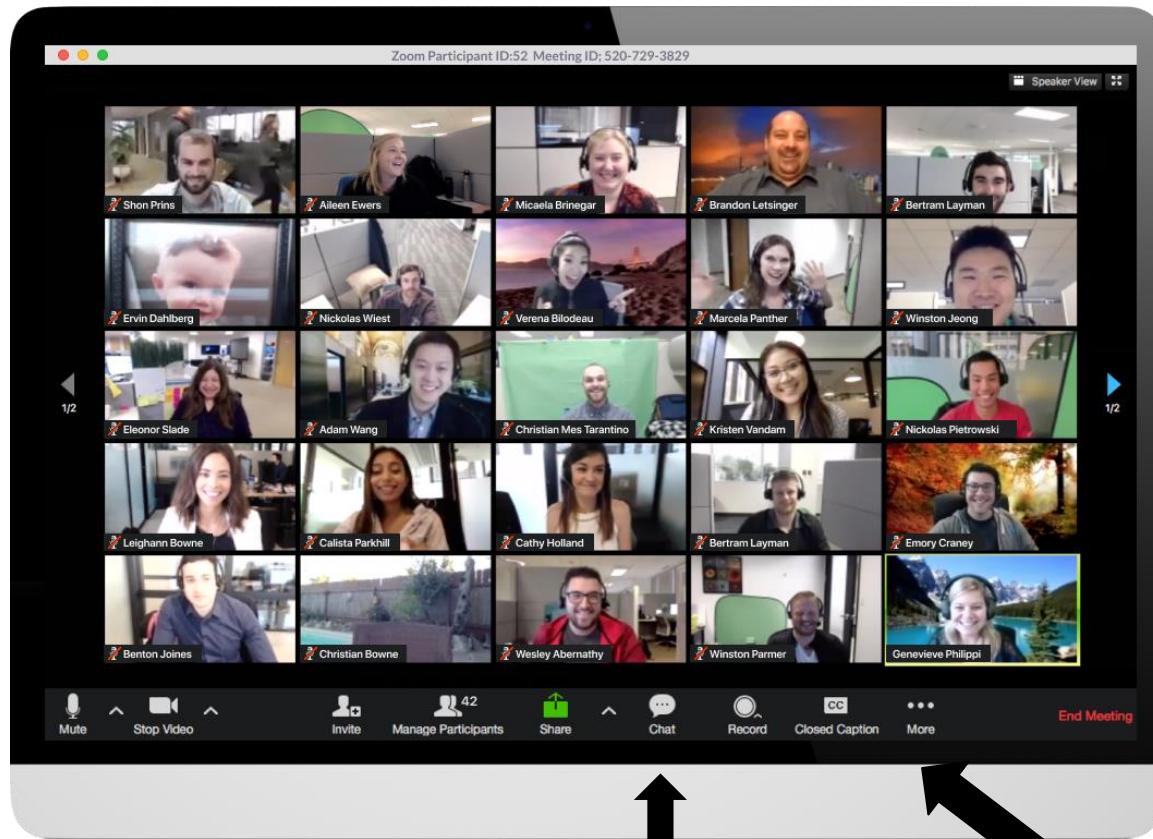 Zoom Participant ID:52 Meeting ID; 520-729-3829
Speaker View
Shon Prins
Aileen Ewers
Micaela Brinegar
Brandon Letsinger
Bertram Layman
Ervin Dahlberg
Nickolas Wiest
Verena Bilodeau
Marcela Panther
Winston Jeong
Eleonor Slade
Adam Wang
Christian Mes Tarantino
Kristen Vandam
Nickolas Pietrowski
1/2
1/2
Leighann Bowne
Calista Parkhill
Cathy Holland
Bertram Layman
Emory Craney
Benton Joines
Christian Bowne
Wesley Abernathy
Winston Parmer
Genevieve Philippi
Mute
Stop Video
Invite
42
Manage Participants
Share
Chat
Record
CC
Closed Caption
More
End Meeting